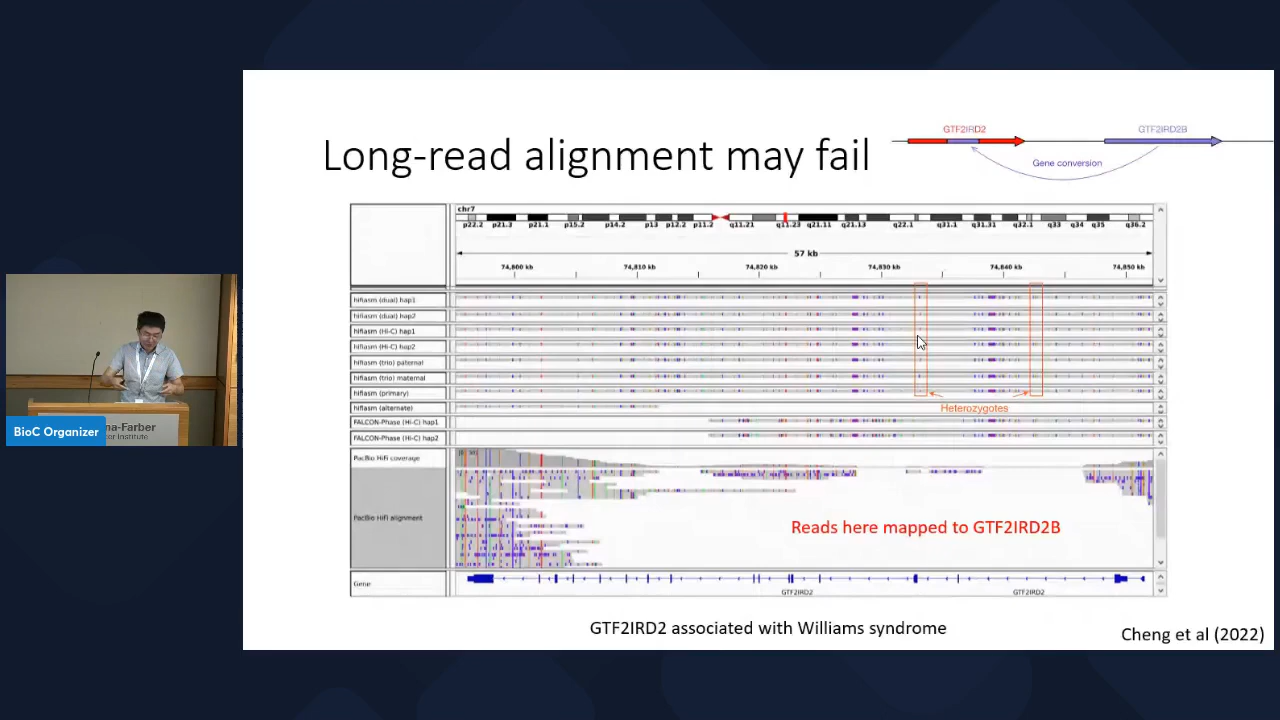 Long-read alignment may fail
GTF2IRD2
GTF2IRD2B
Gene conversion
chr7
p22.2 p21.3 p21.1 p15.2 p14.2 p13 p12.2 p11.2 q11.21 q11.23 q21.11 q21.13 q22.1 q31.1 q31.31 q32.1 q33 q34 q35 q36.2
57 kb
74,800 kb 74,810 kb 74,820 kb 74,830 kb 74,840 kb 74,850 kb
hifiasm (dual) hap1
hifiasm (dual) hap2
hifiasm (Hi-C) hap1
hifiasm (Hi-C) hap2
hifiasm (trio) paternal
hifiasm (trio) maternal
hifiasm (primary)
hifiasm (alternate)
Heterozygotes
FALCON-Phase (Hi-C) hap1
FALCON-Phase (Hi-C) hap2
PacBio HiFi coverage
PacBio HiFi alignment
Reads here mapped to GTF2IRD2B
Gene
GTF2IRD2 GTF2IRD2
GTF2IRD2 associated with Williams syndrome
Cheng et al (2022)
BioC Organizer
na-Farber
cer Institute